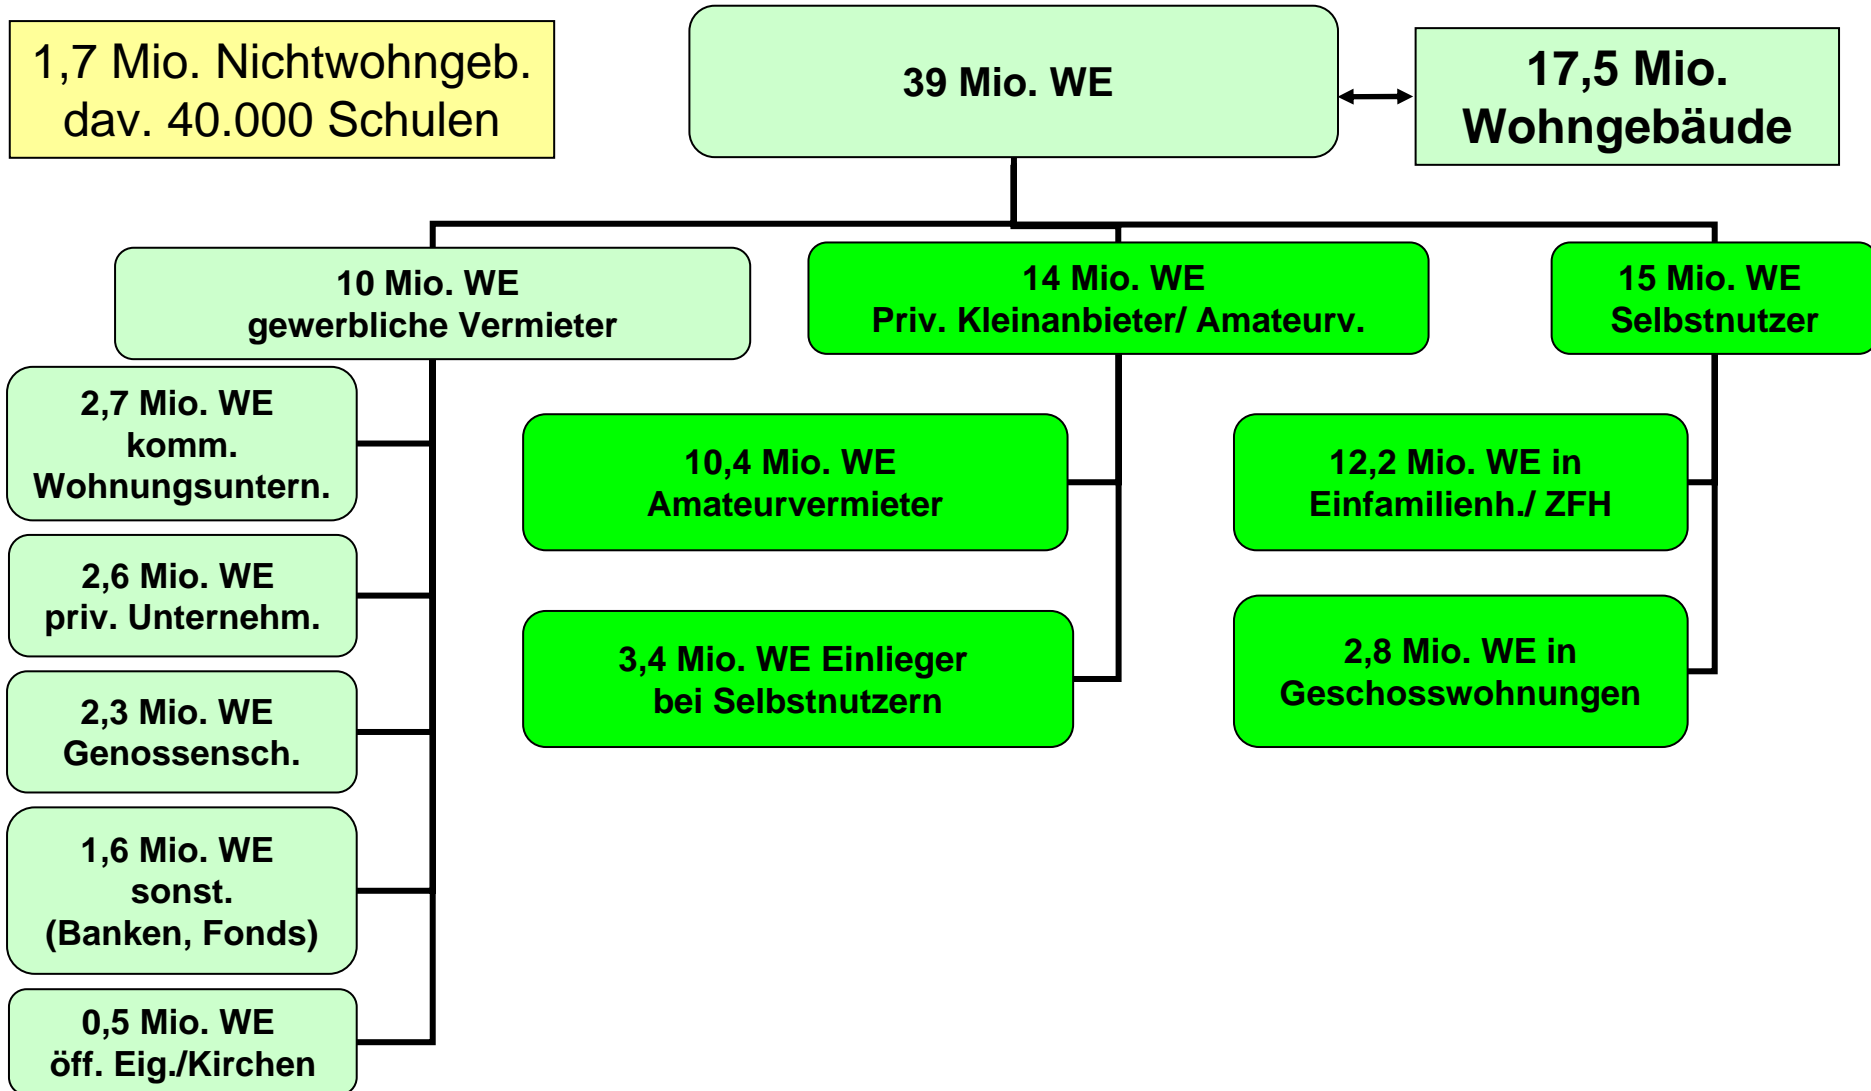 1,7 Mio. Nichtwohngeb.
dav. 40.000 Schulen
39 Mio. WE
17,5 Mio.
Wohngebäude
10 Mio. WE
gewerbliche Vermieter
14 Mio. WE
Priv. Kleinanbieter/ Amateurv.
15 Mio. WE
Selbstnutzer
2,7 Mio. WE
komm.
Wohnungsuntern.
2,6 Mio. WE
priv. Unternehm.
2,3 Mio. WE
Genossensch.
1,6 Mio. WE
sonst.
(Banken, Fonds)
0,5 Mio. WE
öff. Eig./Kirchen
10,4 Mio. WE
Amateurvermieter
3,4 Mio. WE Einlieger
bei Selbstnutzern
12,2 Mio. WE in
Einfamilienh./ ZFH
2,8 Mio. WE in
Geschosswohnungen